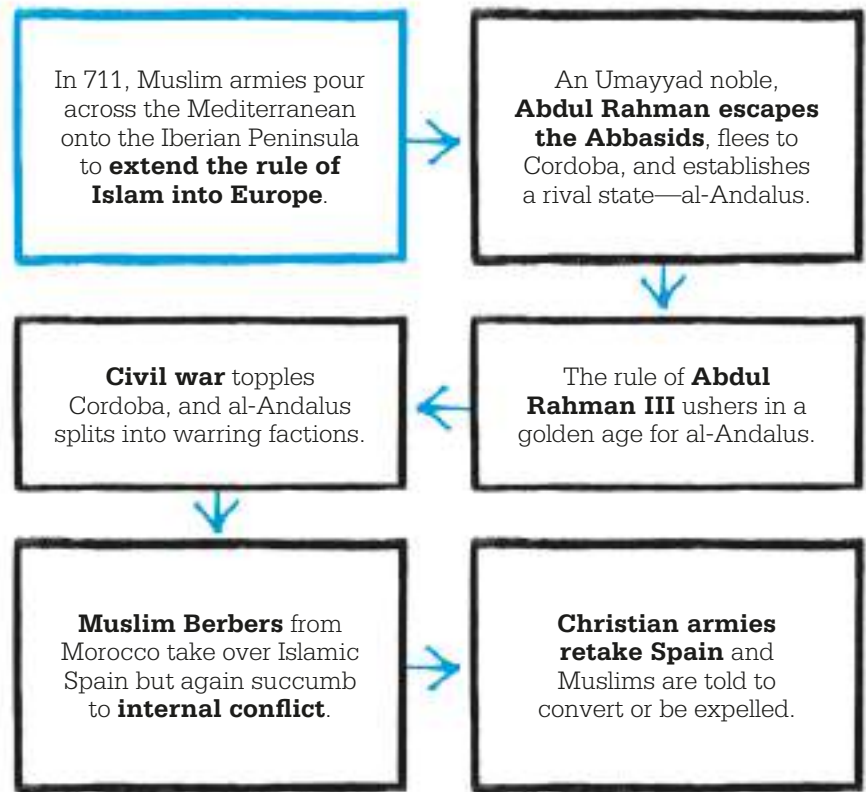 In 711, Muslim armies pour
across the Mediterranean
onto the Iberian Peninsula
to extend the rule of
Islam into Europe.
An Umayyad noble,
Abdul Rahman escapes
the Abbasids, flees to
Cordoba, and establishes
a rival state—al-Andalus.
The rule of Abdul
Rahman III ushers in a
golden age for al-Andalus.
Civil war topples
Cordoba, and al-Andalus
splits into warring factions.
Muslim Berbers from
Morocco take over Islamic
Spain but again succumb
to internal conflict.
Christian armies
retake Spain and
Muslims are told to
convert or be expelled.